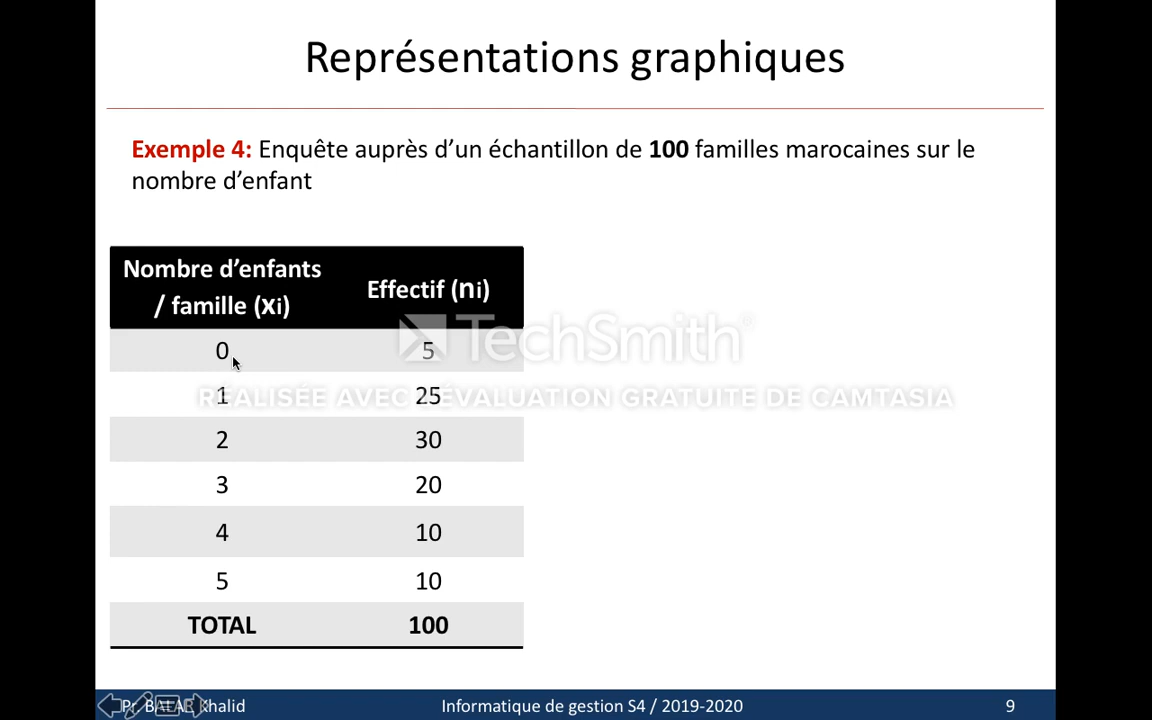 Représentations graphiques
Exemple 4: Enquête auprès d’un échantillon de 100 familles marocaines sur le
nombre d’enfant
Nombre d’enfants
/ famille (xi)
Effectif (ni)
0 5
1 25
2 30
3 20
4 10
5 10
TOTAL 100
TechSmith
RÉALISÉE AVEC L'ÉVALUATION GRATUITE DE CAMTASIA
Pr BALAR Khalid
Informatique de gestion S4 / 2019-2020
9